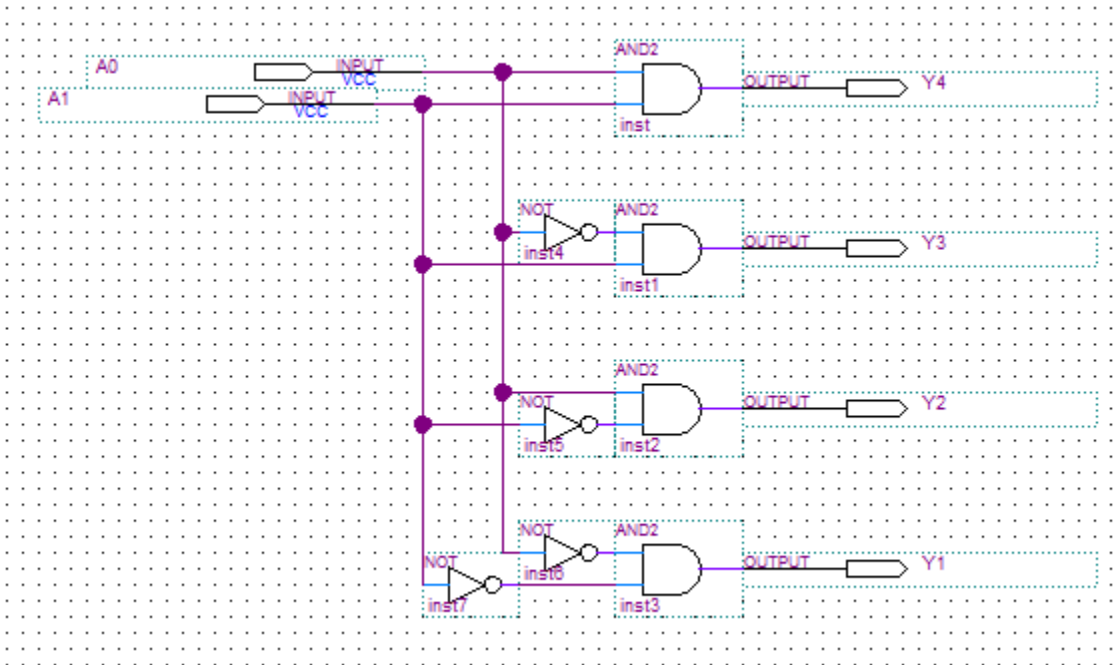 AND2
A0 INPUT VCC
OUTPUT Y4
A1 INPUT VCC
inst
NOT AND2
OUTPUT Y3
inst4
inst1
AND2
NOT OUTPUT Y2
inst5 inst2
NOT AND2
NOT OUTPUT Y1
inst6
inst7 inst3